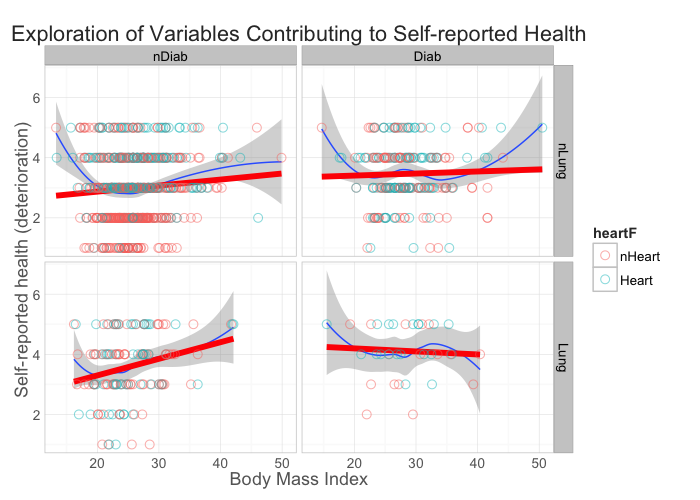 Exploration of Variables Contributing to Self-reported Health
nDiab
Diab
6
4
2
nLung
6
4
2
Lung
Self-reported health (deterioration)
20
30
40
50
20
30
40
50
Body Mass Index
heartF
nHeart
Heart